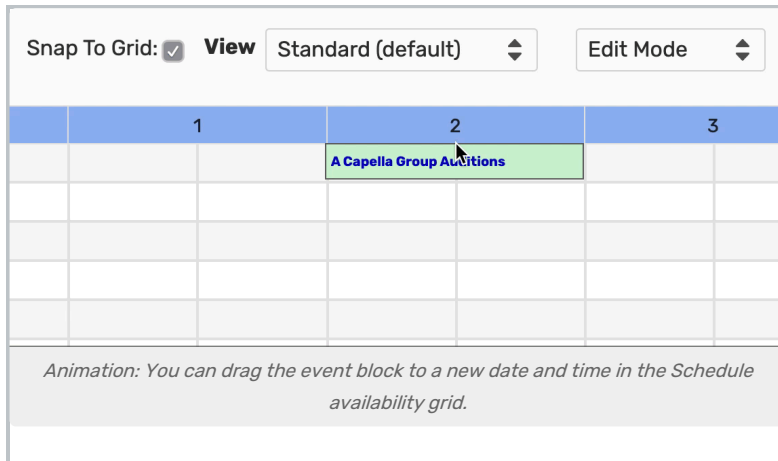 Snap To Grid: View Standard (default) Edit Mode
1 2 3
A Capella Group Auditions
Animation: You can drag the event block to a new date and time in the Schedule
availability grid.